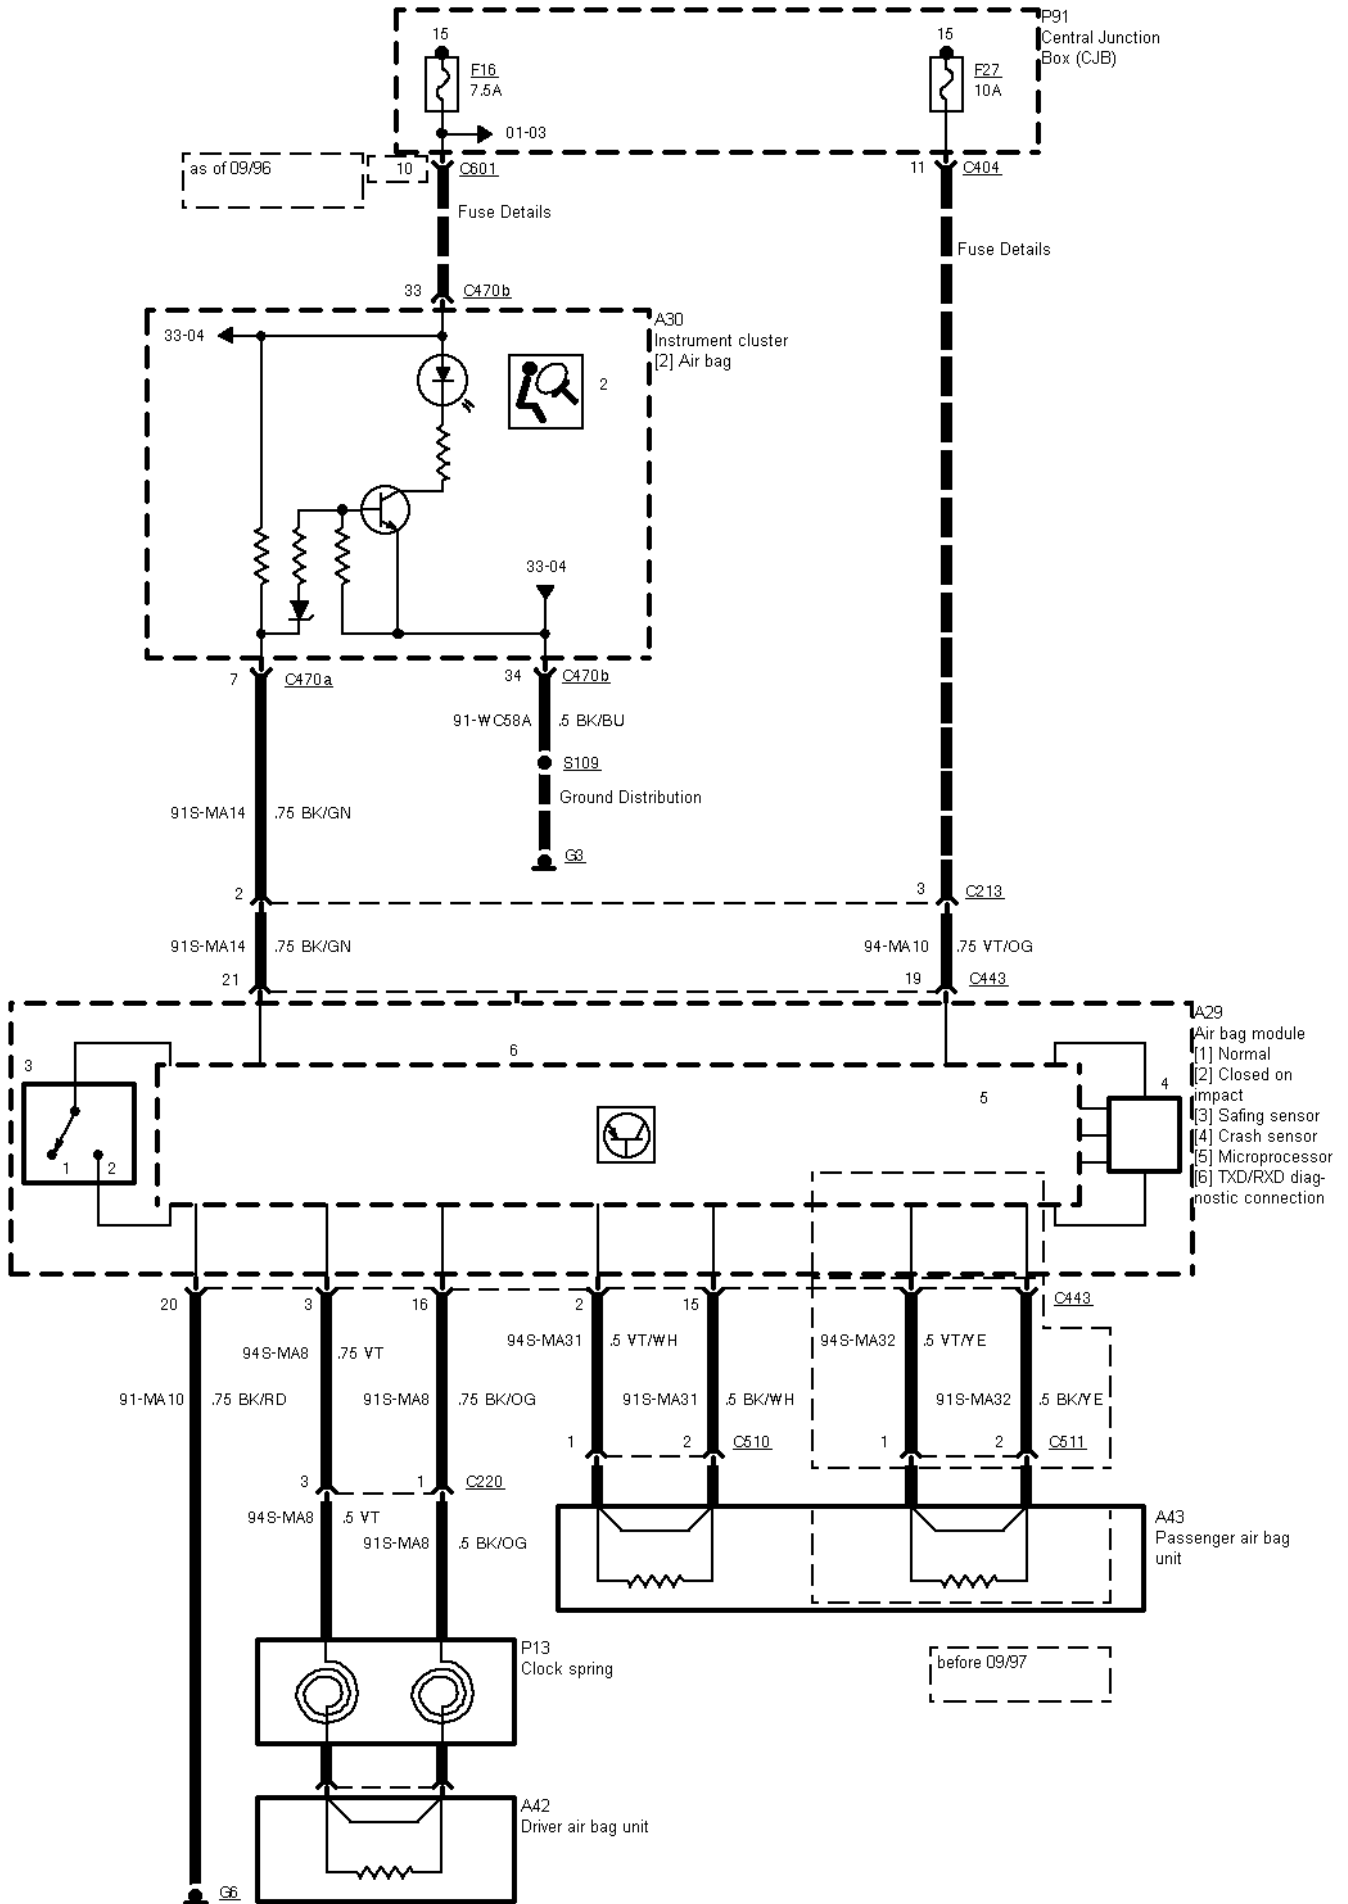 P91
Central Junction
Box (CJB)
15
15
F16
7.5A
F27
10A
01-03
as of 09/96
10
C601
11
C404
Fuse Details
Fuse Details
33
C470b
A30
Instrument cluster
[2] Air bag
33-04
2
33-04
7
C470a
34
C470b
91-WC58A
.5 BK/BU
S109
Ground Distribution
91S-MA14
.75 BK/GN
G3
2
3
C213
91S-MA14
.75 BK/GN
94-MA10
.75 VT/OG
21
19
C443
A29
Air bag module
[1] Normal
[2] Closed on
impact
[3] Safing sensor
[4] Crash sensor
[5] Microprocessor
[6] TXD/RXD diag-
nostic connection
3
6
5
4
1
2
20
3
16
2
15
C443
94S-MA8
.75 VT
94S-MA31
.5 VT/WH
94S-MA32
.5 VT/YE
91-MA10
.75 BK/RD
91S-MA8
.75 BK/OG
91S-MA31
.5 BK/WH
91S-MA32
.5 BK/YE
1
2
C510
1
2
C511
3
1
C220
94S-MA8
.5 VT
91S-MA8
.5 BK/OG
A43
Passenger air bag
unit
P13
Clock spring
before 09/97
A42
Driver air bag unit
G6